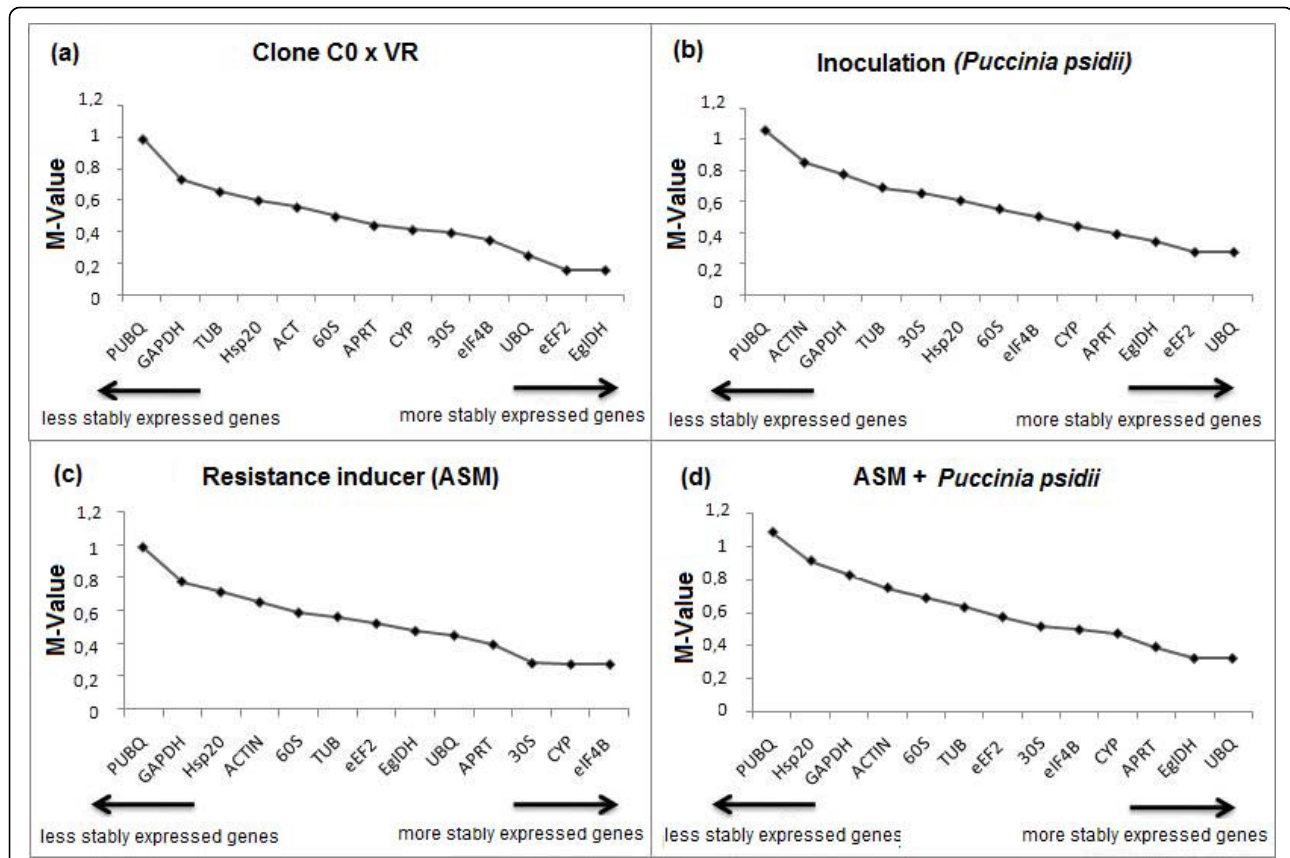 (a)
Clone C0 x VR
M-Value
1,2
1
0,8
0,6
0,4
0,2
0
PUBQ
GAPDH
TUB
Hsp20
ACT
60S
APRT
CYP
30S
eIF4B
UBQ
eEF2
EgIDH
less stably expressed genes
more stably expressed genes
(b)
Inoculation (Puccinia psidii)
M-Value
1,2
1
0,8
0,6
0,4
0,2
0
PUBQ
ACTIN
GAPDH
TUB
30S
Hsp20
60S
eIF4B
CYP
APRT
EgIDH
eEF2
UBQ
less stably expressed genes
more stably expressed genes
(c)
Resistance inducer (ASM)
M-Value
1,2
1
0,8
0,6
0,4
0,2
0
PUBQ
GAPDH
Hsp20
ACTIN
60S
TUB
eEF2
EgIDH
UBQ
APRT
30S
CYP
eIF4B
less stably expressed genes
more stably expressed genes
(d)
ASM + Puccinia psidii
M-Value
1,2
1
0,8
0,6
0,4
0,2
0
PUBQ
Hsp20
GAPDH
ACTIN
60S
TUB
eEF2
30S
eIF4B
CYP
APRT
EgIDH
UBQ
less stably expressed genes
more stably expressed genes